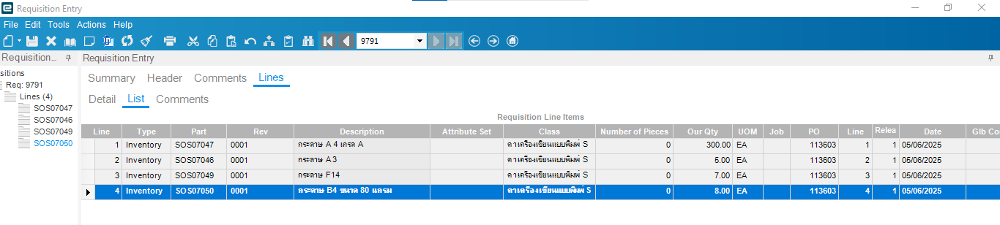 Requisition Entry
File Edit Tools Actions Help
9791
Requisition...
Requisition Entry
sitions
Req: 9791
Lines (4)
SOS07047
SOS07046
SOS07049
SOS07050
Summary Header Comments Lines
Detail List Comments
Requisition Line Items
Line Type Part Rev Description Attribute Set Class Number of Pieces Our Qty UOM Job PO Line Relea Date Glb Co
1 Inventory SOS07047 0001 กระดาษ A 4 เกรด A ค่าเครื่องเขียนแบบพิมพ์ S 0 300.00 EA 113603 1 1 05/06/2025
2 Inventory SOS07046 0001 กระดาษ A3 ค่าเครื่องเขียนแบบพิมพ์ S 0 5.00 EA 113603 2 1 05/06/2025
3 Inventory SOS07049 0001 กระดาษ F14 ค่าเครื่องเขียนแบบพิมพ์ S 0 7.00 EA 113603 3 1 05/06/2025
4 Inventory SOS07050 0001 กระดาษ B4 ขนาด 80 แกรม ค่าเครื่องเขียนแบบพิมพ์ S 0 8.00 EA 113603 4 1 05/06/2025